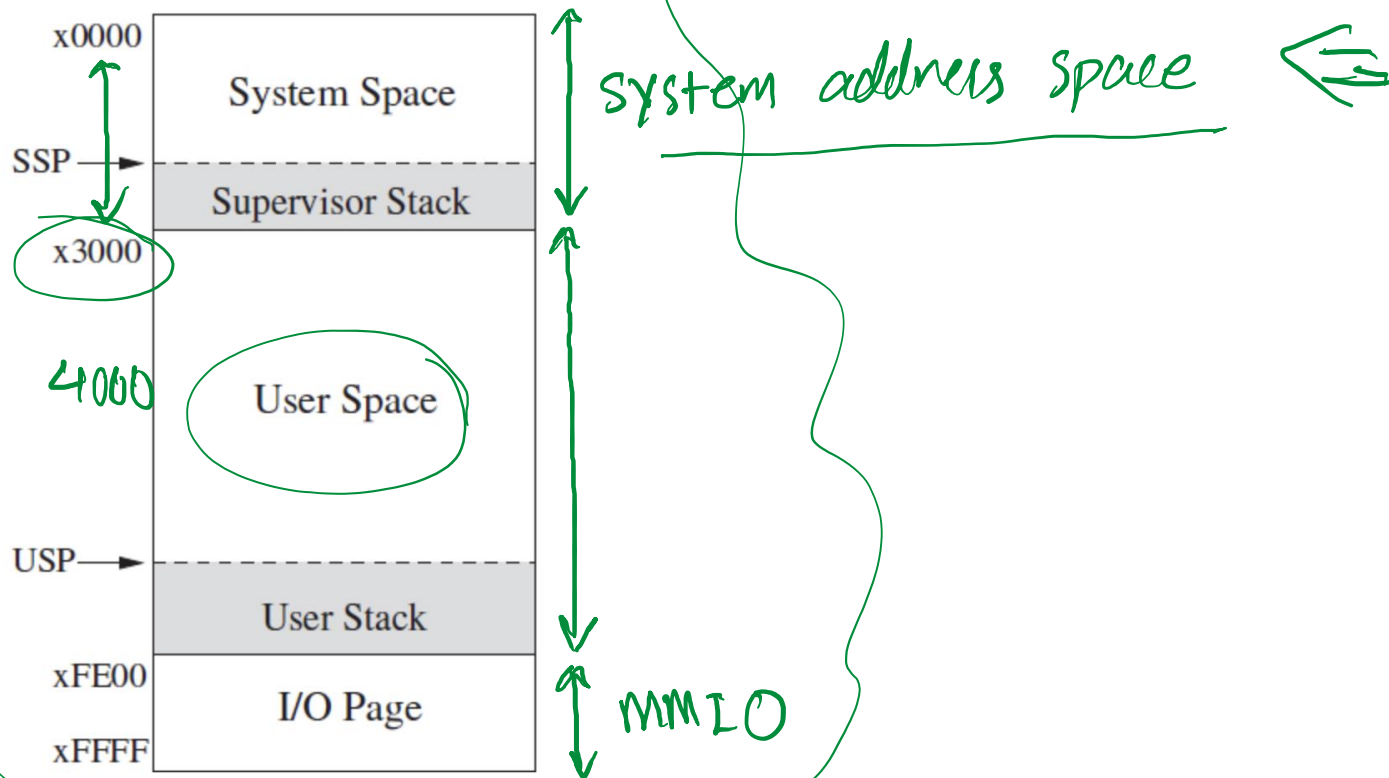 x0000
System Space
system address space
SSP
Supervisor Stack
x3000
4000
User Space
USP
User Stack
xFE00
I/O Page
MMIO
xFFFF